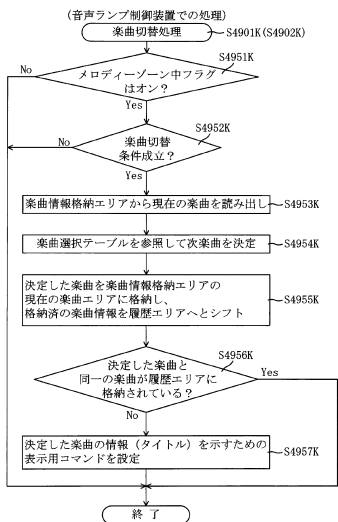 (音声ランプ制御装置での処理)
楽曲切替処理
S4901K(S4902K)
S4951K
No
メロディーゾーン中フラグ
はオン?
Yes
S4952K
No
楽曲切替
条件成立?
Yes
楽曲情報格納エリアから現在の楽曲を読み出し
S4953K
楽曲選択テーブルを参照して次楽曲を決定
S4954K
決定した楽曲を楽曲情報格納エリアの
現在の楽曲エリアに格納し、
格納済の楽曲情報を履歴エリアへとシフト
S4955K
S4956K
決定した楽曲と
同一の楽曲が履歴エリアに
格納されている?
Yes
No
決定した楽曲の情報(タイトル)を示すための
表示用コマンドを設定
S4957K
終了